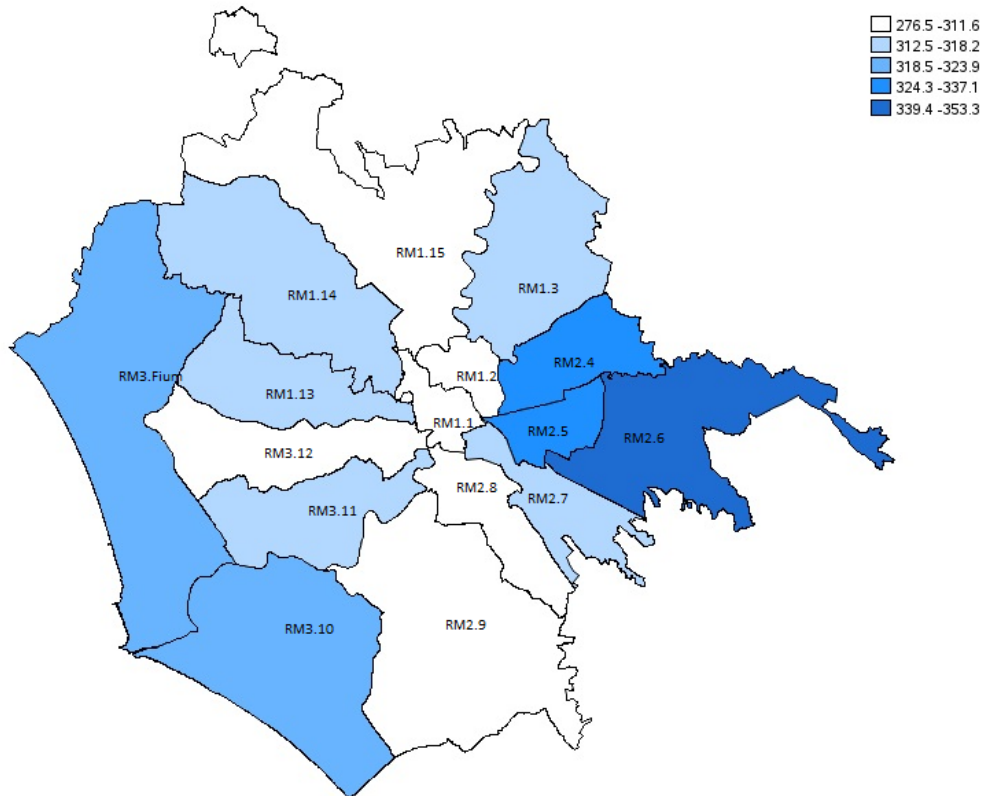 276.5 -311.6
312.5 -318.2
318.5 -323.9
324.3 -337.1
339.4 -353.3
RM1.15
RM1.14
RM1.3
RM2.4
RM3.Fium
RM1.2
RM1.13
RM1.1
RM2.5
RM2.6
RM3.12
RM2.8
RM2.7
RM3.11
RM2.9
RM3.10